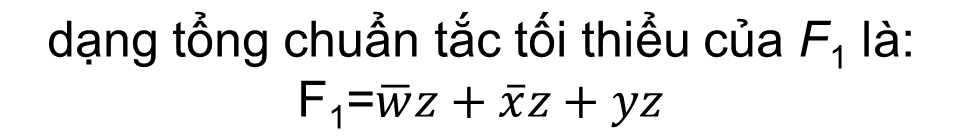 dạng tổng chuẩn tắc tối thiểu của F₁ là:
F₁=w̅z + x̄z + yz